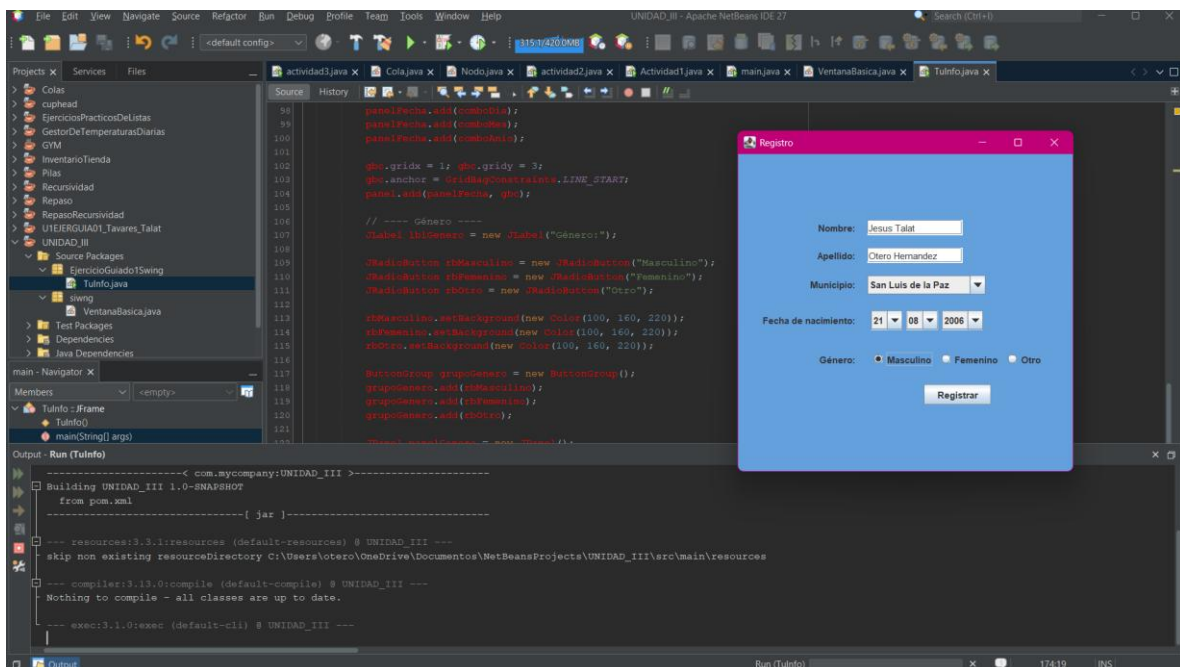 File Edit View Navigate Source Refactor Run Debug Profile Team Tools Window Help
UNIDAD_III - Apache NetBeans IDE 27
Search (Ctrl+I)
<default config>
315.1/420.0MB
Projects Services Files
actividad3.java Cola.java Nodo.java actividad2.java Actividad1.java main.java VentanaBasica.java TuInfo.java
Source History
Colas
cuphead
EjerciciosPracticosDeListas
GestorDeTemperaturasDiarias
GYM
InventarioTienda
Pilas
Recursividad
Repaso
RepasoRecursividad
U1EJERGUIA01_Tavares_Talat
UNIDAD_III
Source Packages
EjercicioGuiado1Swing
TuInfo.java
siwng
VentanaBasica.java
Test Packages
Dependencies
Java Dependencies
main - Navigator
Members <empty>
TuInfo :: JFrame
TuInfo()
main(String[] args)
98 panelFecha.add(comboDia);
99 panelFecha.add(comboMes);
100 panelFecha.add(comboAnio);
101
102 gbc.gridx = 1; gbc.gridy = 3;
103 gbc.anchor = GridBagConstraints.LINE_START;
104 panel.add(panelFecha, gbc);
105
106 // ---- Género ----
107 JLabel lblGenero = new JLabel("Género:");
108
109 JRadioButton rbMasculino = new JRadioButton("Masculino");
110 JRadioButton rbFemenino = new JRadioButton("Femenino");
111 JRadioButton rbOtro = new JRadioButton("Otro");
112
113 rbMasculino.setBackground(new Color(100, 160, 220));
114 rbFemenino.setBackground(new Color(100, 160, 220));
115 rbOtro.setBackground(new Color(100, 160, 220));
116
117 ButtonGroup grupoGenero = new ButtonGroup();
118 grupoGenero.add(rbMasculino);
119 grupoGenero.add(rbFemenino);
120 grupoGenero.add(rbOtro);
121
Registro
Nombre: Jesus Talat
Apellido: Otero Hernandez
Municipio: San Luis de la Paz
Fecha de nacimiento: 21 08 2006
Género: Masculino Femenino Otro
Registrar
Output - Run (TuInfo)
----------------------< com.mycompany:UNIDAD_III >----------------------
Building UNIDAD_III 1.0-SNAPSHOT
from pom.xml
--------------------------------[ jar ]---------------------------------
--- resources:3.3.1:resources (default-resources) @ UNIDAD_III ---
skip non existing resourceDirectory C:\Users\otero\OneDrive\Documentos\NetBeansProjects\UNIDAD_III\src\main\resources
--- compiler:3.13.0:compile (default-compile) @ UNIDAD_III ---
Nothing to compile - all classes are up to date.
--- exec:3.1.0:exec (default-cli) @ UNIDAD_III ---
Output
Run (TuInfo)
174:19
INS